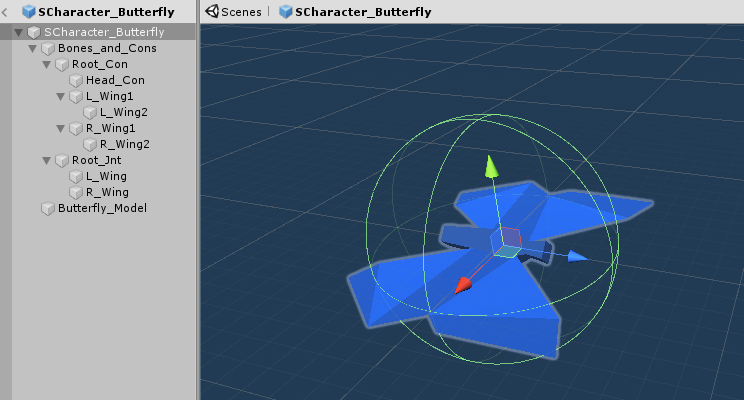 SCharacter_Butterfly
Scenes
SCharacter_Butterfly
SCharacter_Butterfly
Bones_and_Cons
Root_Con
Head_Con
L_Wing1
L_Wing2
R_Wing1
R_Wing2
Root_Jnt
L_Wing
R_Wing
Butterfly_Model